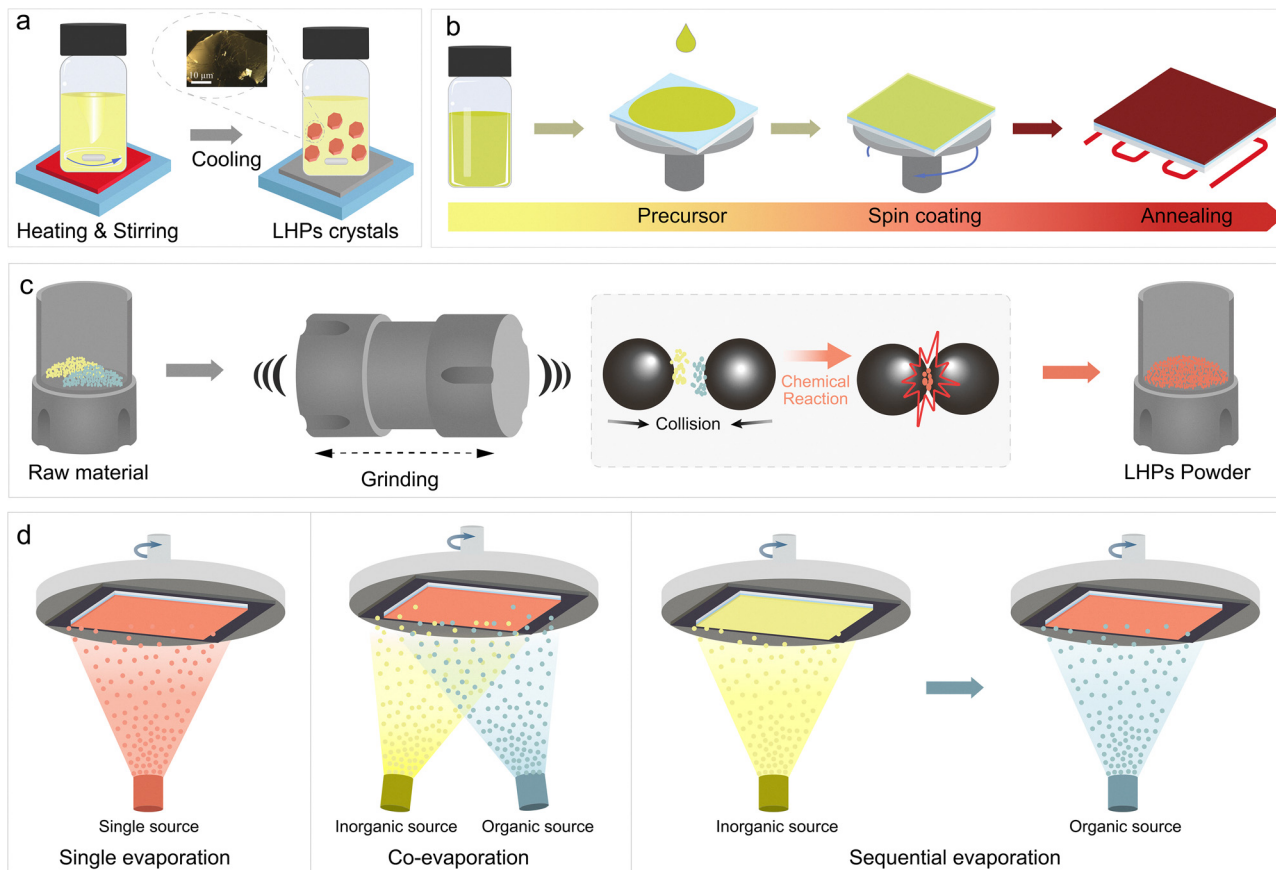 a
10 μm
Cooling
Heating & Stirring
LHPs crystals
b
Precursor
Spin coating
Annealing
c
Raw material
Grinding
Collision
Chemical
Reaction
LHPs Powder
d
Single source
Single evaporation
Inorganic source
Organic source
Co-evaporation
Inorganic source
Organic source
Sequential evaporation